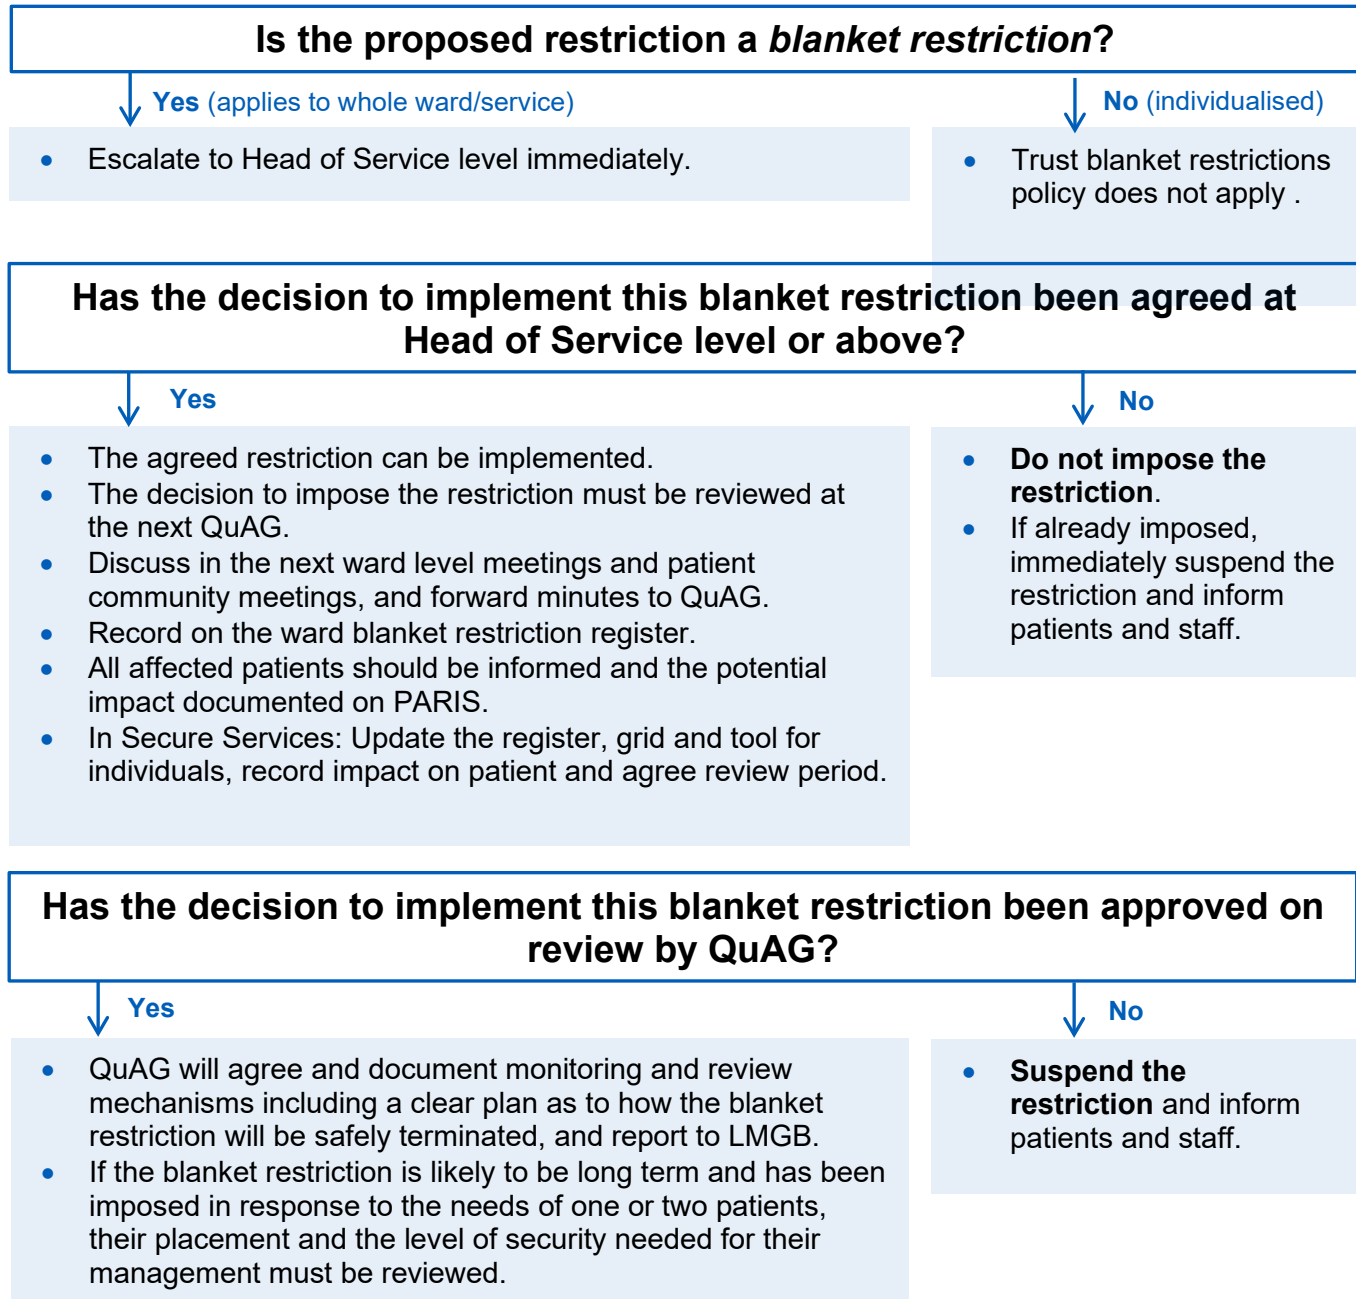 Is the proposed restriction a blanket restriction?
Yes (applies to whole ward/service)
No (individualised)
• Escalate to Head of Service level immediately.
• Trust blanket restrictions
policy does not apply .
Has the decision to implement this blanket restriction been agreed at
Head of Service level or above?
Yes
No
• The agreed restriction can be implemented.
• The decision to impose the restriction must be reviewed at
the next QuAG.
• Discuss in the next ward level meetings and patient
community meetings, and forward minutes to QuAG.
• Record on the ward blanket restriction register.
• All affected patients should be informed and the potential
impact documented on PARIS.
• In Secure Services: Update the register, grid and tool for
individuals, record impact on patient and agree review period.
• Do not impose the
restriction.
• If already imposed,
immediately suspend the
restriction and inform
patients and staff.
Has the decision to implement this blanket restriction been approved on
review by QuAG?
Yes
No
• QuAG will agree and document monitoring and review
mechanisms including a clear plan as to how the blanket
restriction will be safely terminated, and report to LMGB.
• If the blanket restriction is likely to be long term and has been
imposed in response to the needs of one or two patients,
their placement and the level of security needed for their
management must be reviewed.
• Suspend the
restriction and inform
patients and staff.